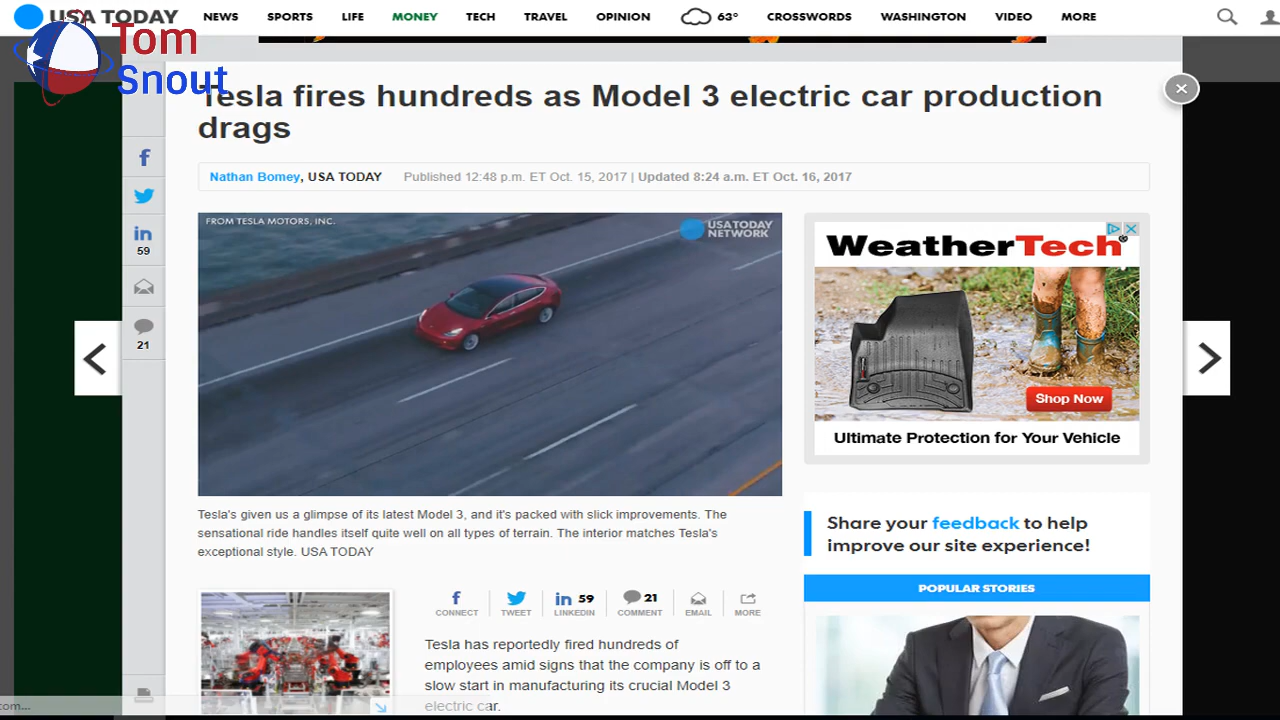 USA TODAY
NEWS SPORTS LIFE MONEY TECH TRAVEL OPINION 63° CROSSWORDS WASHINGTON VIDEO MORE
Tom
Snout
Tesla fires hundreds as Model 3 electric car production
drags
Nathan Bomey, USA TODAY Published 12:48 p.m. ET Oct. 15, 2017 | Updated 8:24 a.m. ET Oct. 16, 2017
59
21
FROM TESLA MOTORS, INC.
USA TODAY
NETWORK
WeatherTech®
Shop Now
Ultimate Protection for Your Vehicle
Tesla's given us a glimpse of its latest Model 3, and it's packed with slick improvements. The
sensational ride handles itself quite well on all types of terrain. The interior matches Tesla's
exceptional style. USA TODAY
Share your feedback to help
improve our site experience!
POPULAR STORIES
59 21
CONNECT TWEET LINKEDIN COMMENT EMAIL MORE
Tesla has reportedly fired hundreds of
employees amid signs that the company is off to a
slow start in manufacturing its crucial Model 3
electric car.
com...